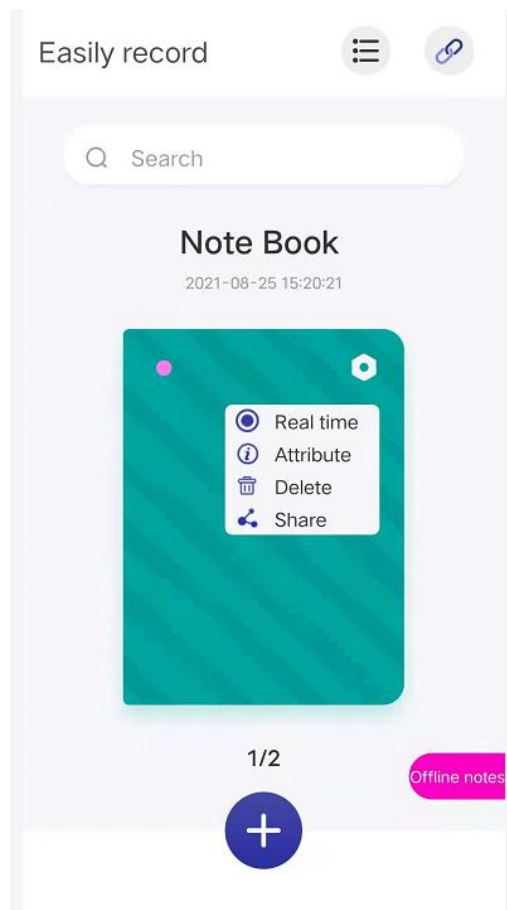 Easily record
Search
Note Book
2021-08-25 15:20:21
Real time
Attribute
Delete
Share
1/2
Offline notes